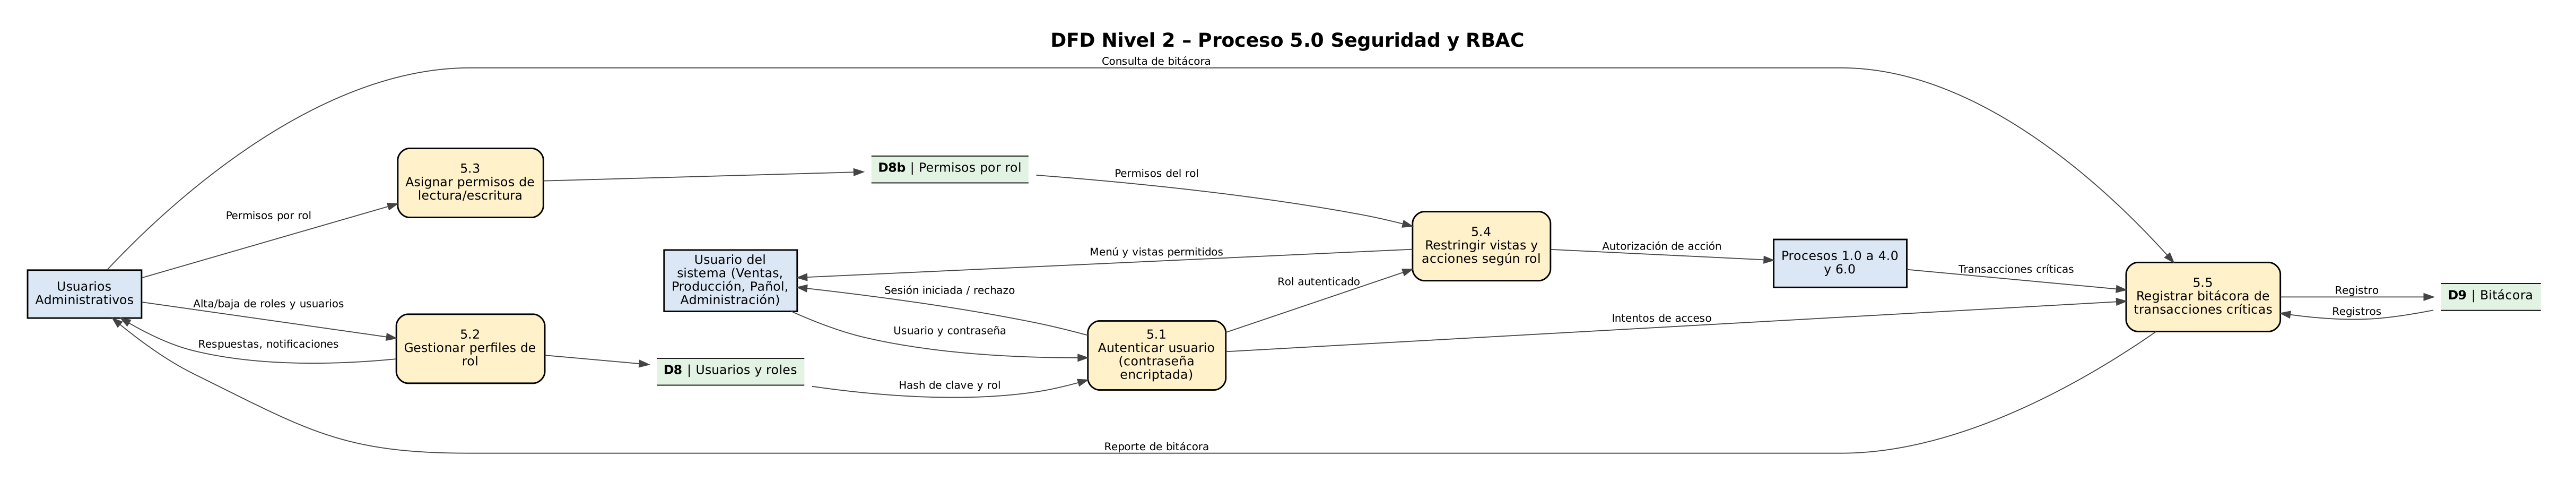 DFD Nivel 2 – Proceso 5.0 Seguridad y RBAC
Consulta de bitácora
5.3
Asignar permisos de
lectura/escritura
D8b | Permisos por rol
Permisos del rol
Permisos por rol
5.4
Restringir vistas y
acciones según rol
Autorización de acción
Procesos 1.0 a 4.0
y 6.0
Menú y vistas permitidos
Usuario del
sistema (Ventas,
Producción, Pañol,
Administración)
Usuarios
Administrativos
Transacciones críticas
5.5
Registrar bitácora de
transacciones críticas
Registro
D9 | Bitácora
Registros
Rol autenticado
Sesión iniciada / rechazo
Alta/baja de roles y usuarios
Intentos de acceso
Usuario y contraseña
5.1
Autenticar usuario
(contraseña
encriptada)
Respuestas, notificaciones
5.2
Gestionar perfiles de
rol
D8 | Usuarios y roles
Hash de clave y rol
Reporte de bitácora